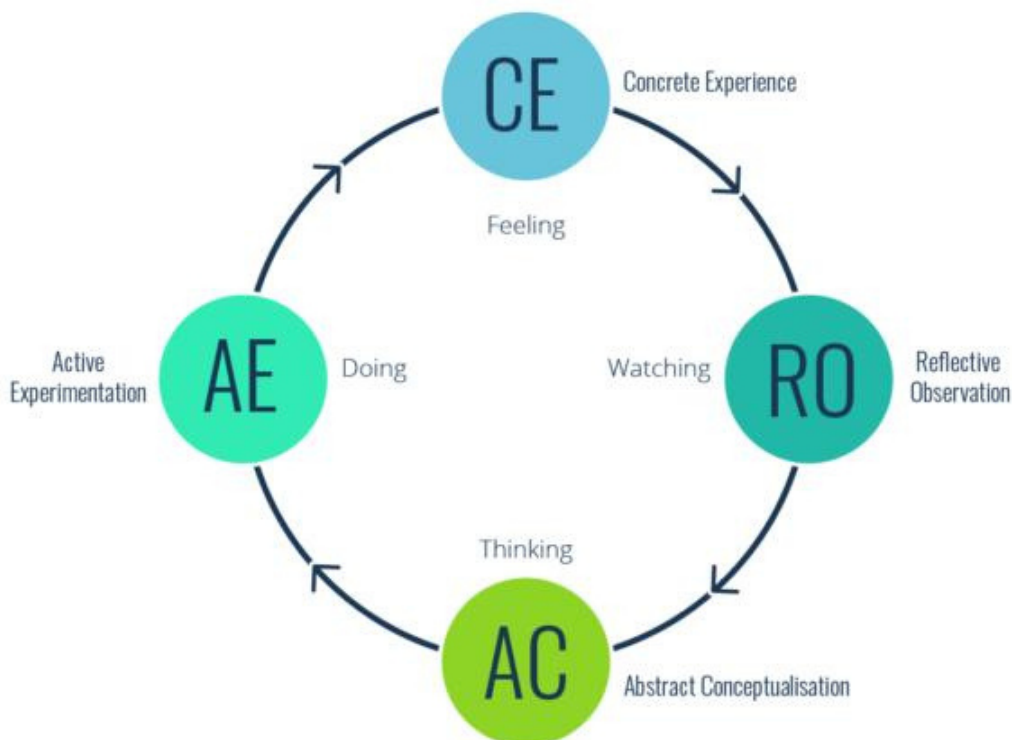 CE
Concrete Experience
Feeling
Active
Experimentation
AE
Doing
Watching
RO
Reflective
Observation
Thinking
AC
Abstract Conceptualisation